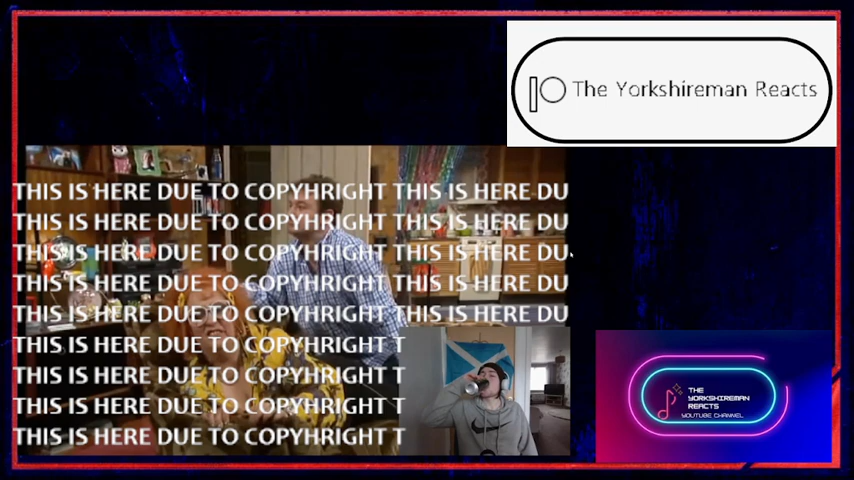 The Yorkshireman Reacts
THIS IS HERE DUE TO COPYHRIGHT THIS IS HERE DU
THIS IS HERE DUE TO COPYHRIGHT THIS IS HERE DU
THIS IS HERE DUE TO COPYHRIGHT THIS IS HERE DU
THIS IS HERE DUE TO COPYHRIGHT THIS IS HERE DU
THIS IS HERE DUE TO COPYHRIGHT THIS IS HERE DU
THIS IS HERE DUE TO COPYHRIGHT T
THIS IS HERE DUE TO COPYHRIGHT T
THIS IS HERE DUE TO COPYHRIGHT T
THIS IS HERE DUE TO COPYHRIGHT T
THE
YORKSHIREMAN
REACTS
YOUTUBE CHANNEL